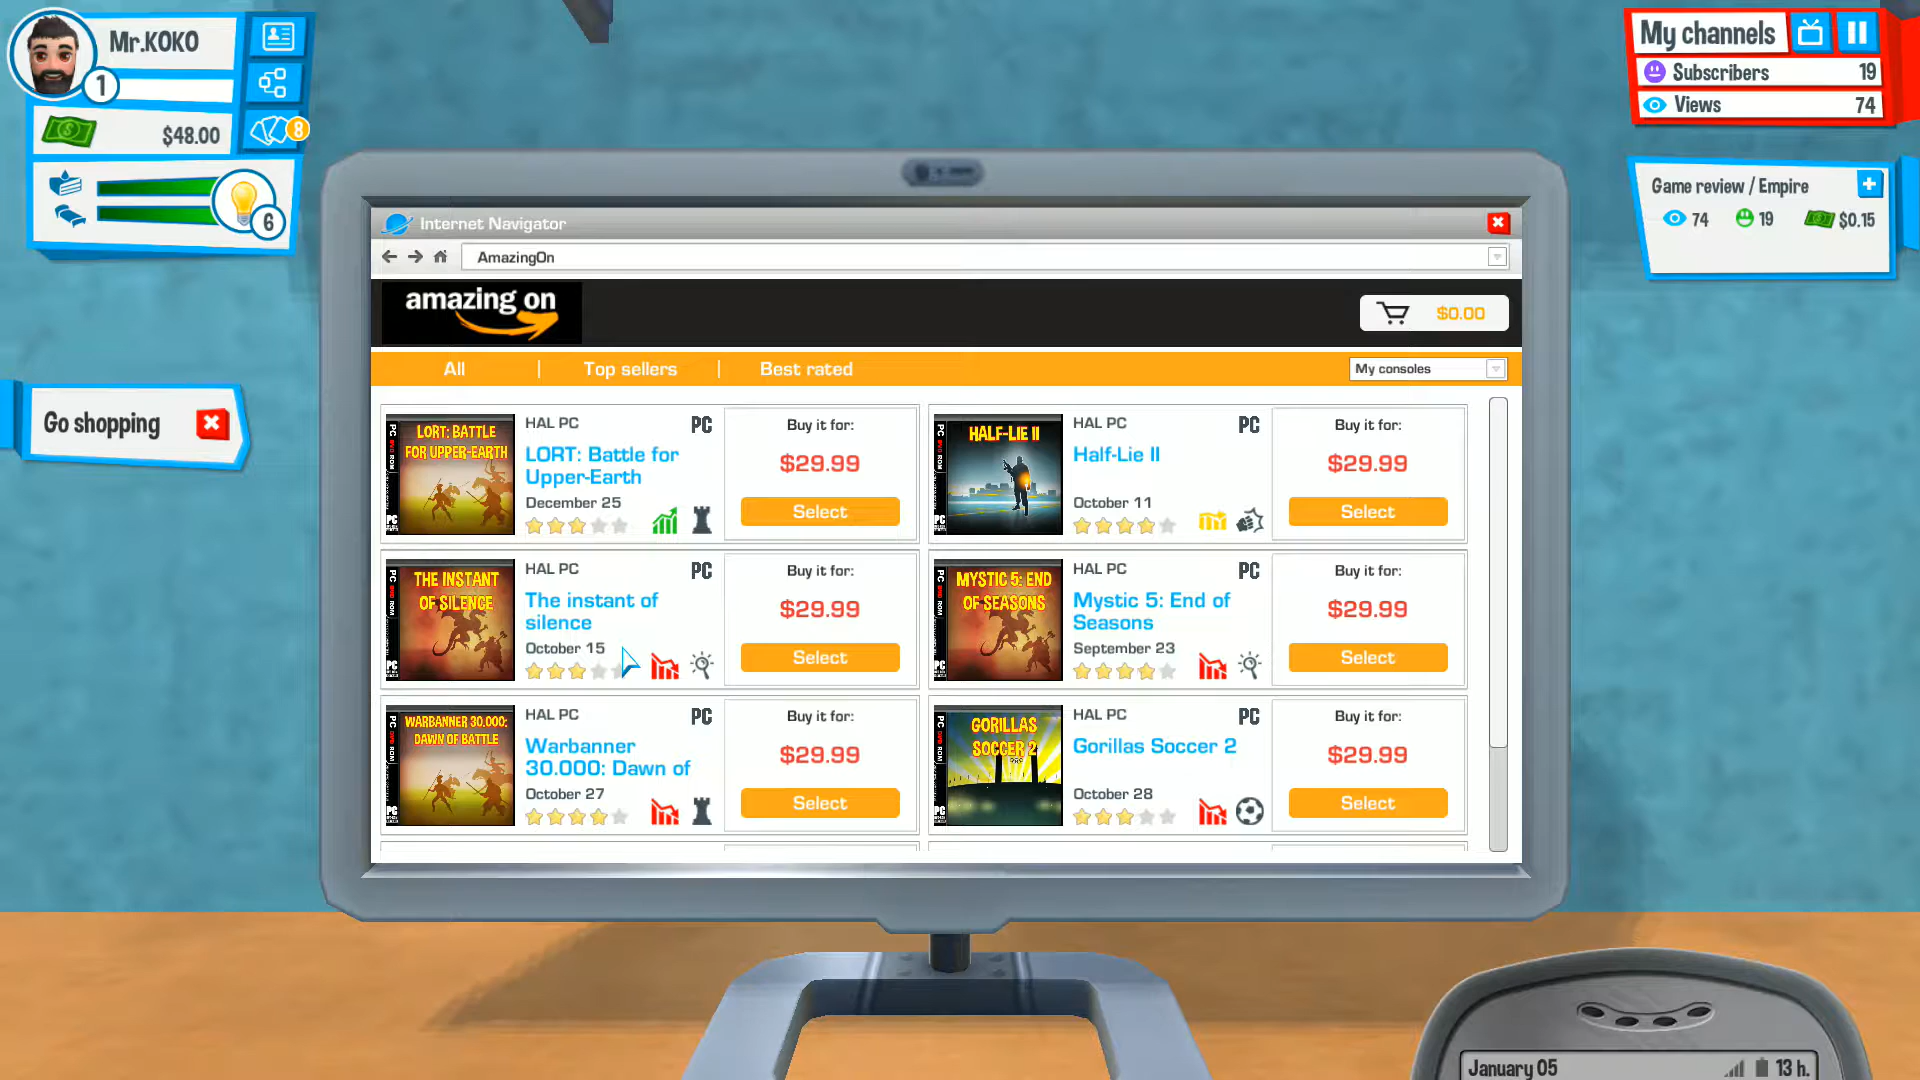 Mr.KOKO
1
$48.00
8
6
My channels
Subscribers 19
Views 74
Game review / Empire
74 19 $0.15
Go shopping
Internet Navigator
AmazingOn
amazing on
$0.00
All | Top sellers | Best rated
My consoles
LORT: BATTLE
FOR UPPER-EARTH
HAL PC PC
LORT: Battle for
Upper-Earth
December 25
Buy it for:
$29.99
Select
HALF-LIE II
HAL PC PC
Half-Lie II
October 11
Buy it for:
$29.99
Select
THE INSTANT
OF SILENCE
HAL PC PC
The instant of
silence
October 15
Buy it for:
$29.99
Select
MYSTIC 5: END
OF SEASONS
HAL PC PC
Mystic 5: End of
Seasons
September 23
Buy it for:
$29.99
Select
WARBANNER 30.000:
DAWN OF BATTLE
HAL PC PC
Warbanner
30.000: Dawn of
October 27
Buy it for:
$29.99
Select
GORILLAS
SOCCER 2
HAL PC PC
Gorillas Soccer 2
October 28
Buy it for:
$29.99
Select
January 05 13 h.